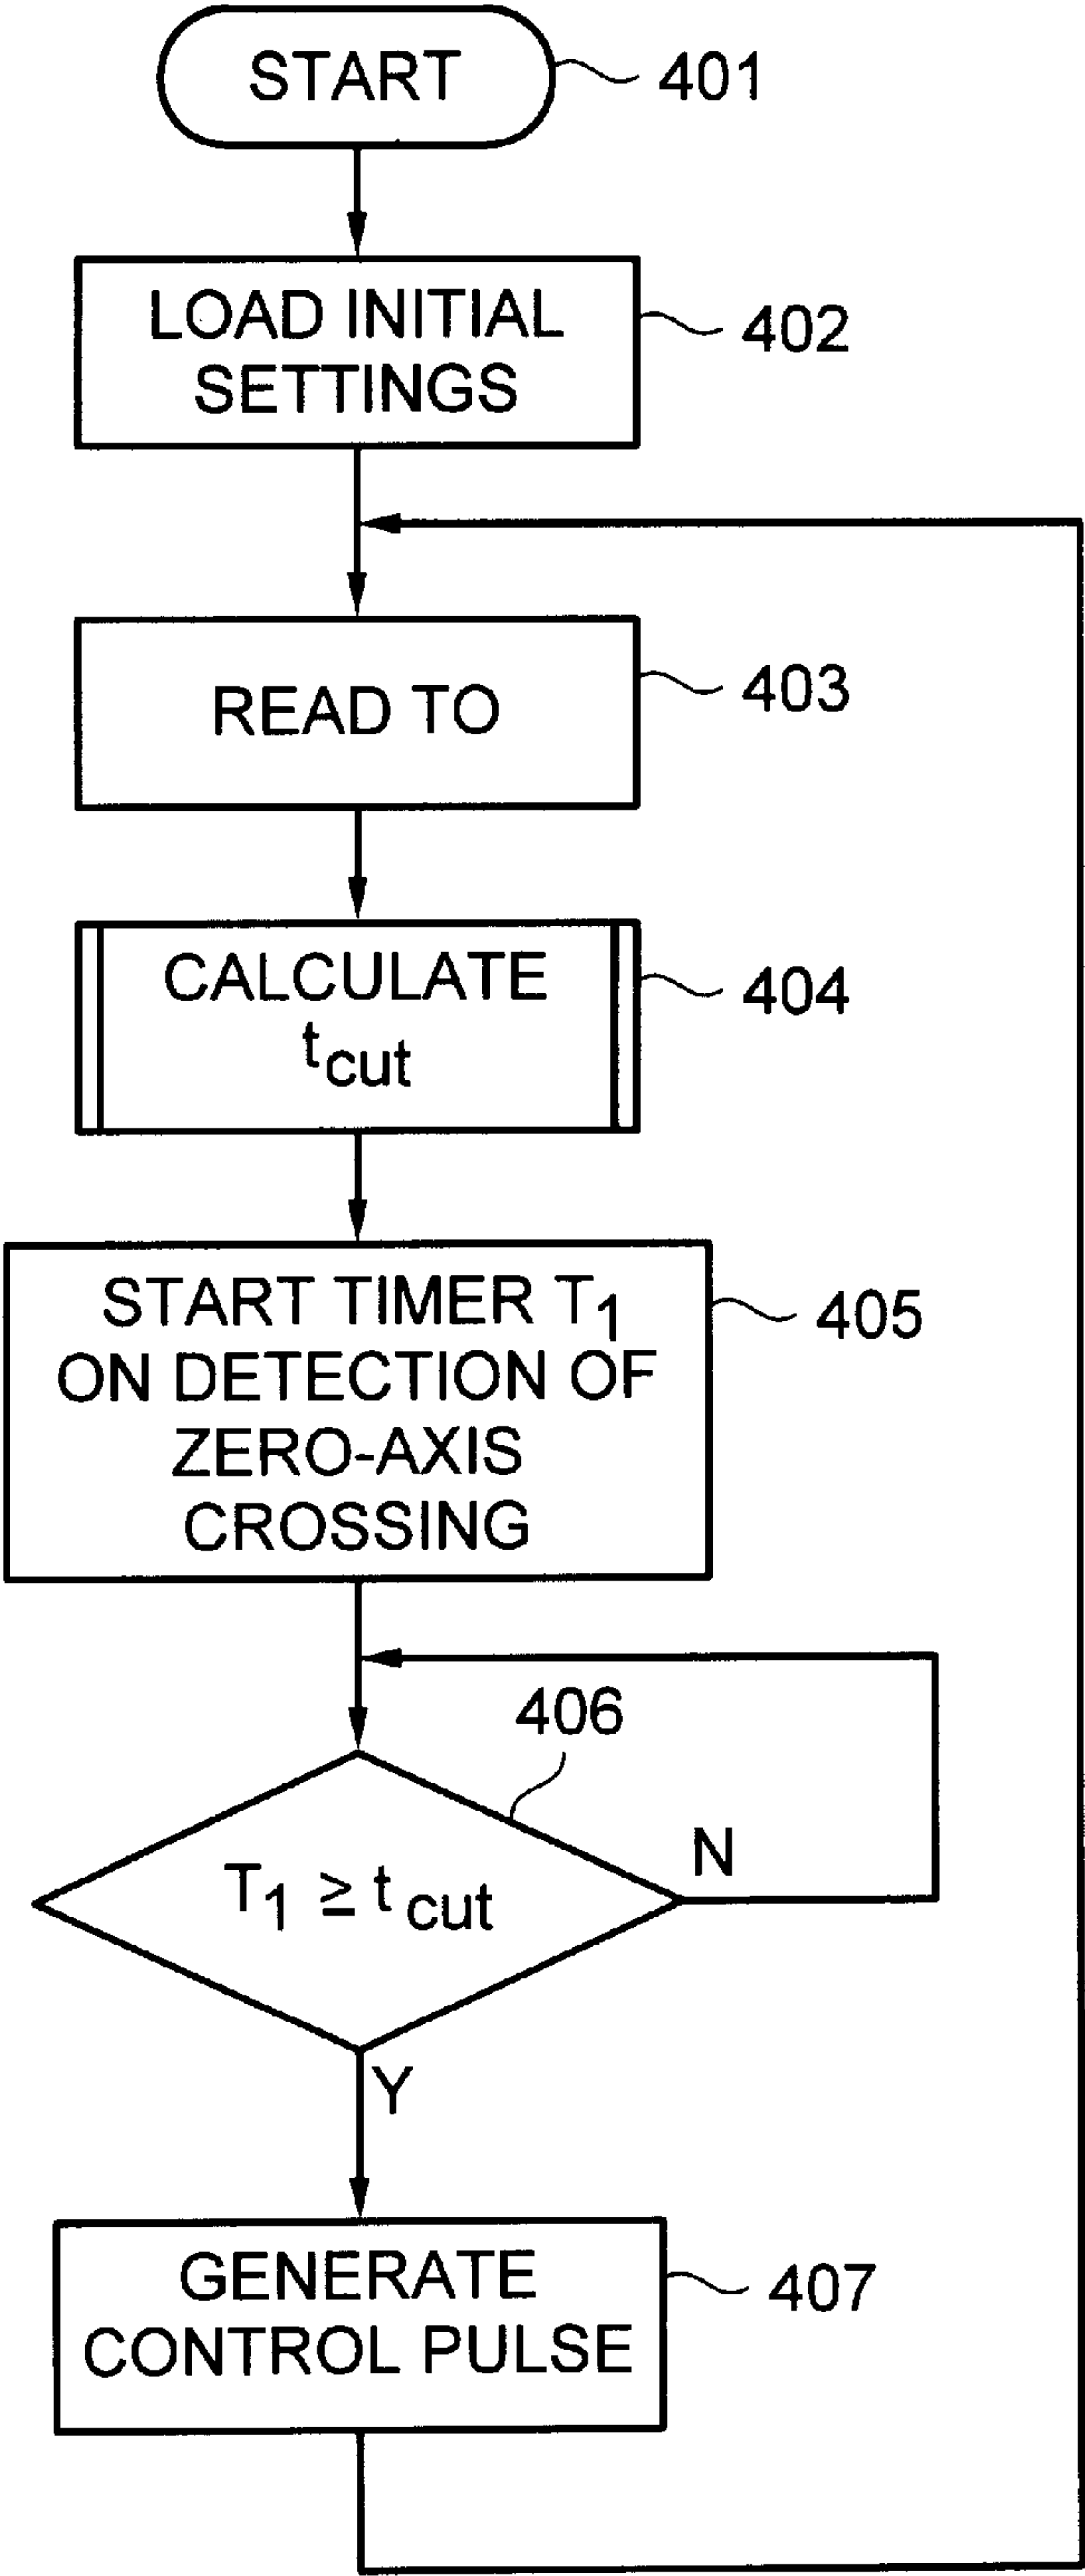 START
401
LOAD INITIAL
SETTINGS
402
READ TO
403
CALCULATE
tcut
404
START TIMER T1
ON DETECTION OF
ZERO-AXIS
CROSSING
405
406
T1 ≥ tcut
N
Y
GENERATE
CONTROL PULSE
407